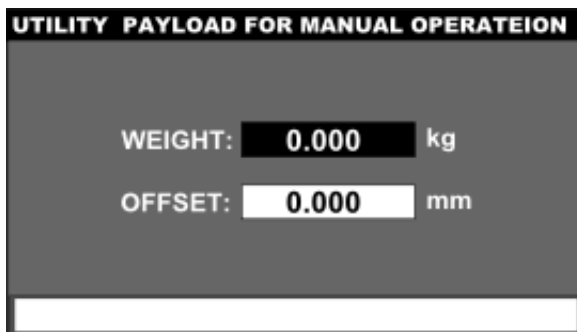 UTILITY PAYLOAD FOR MANUAL OPERATEION
WEIGHT: 0.000 kg
OFFSET: 0.000 mm